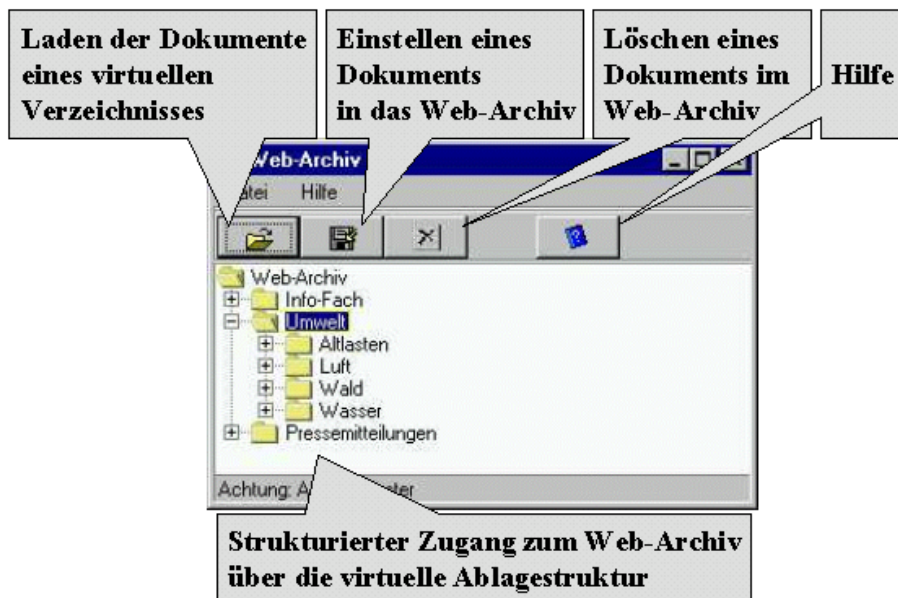 Laden der Dokumente
eines virtuellen
Verzeichnisses
Einstellen eines
Dokuments
in das Web-Archiv
Löschen eines
Dokuments im
Web-Archiv
Hilfe
Web-Archiv
Hilfe
Web-Archiv
Info-Fach
Umwelt
Altlasten
Luft
Wald
Wasser
Pressemitteilungen
Achtung:
Strukturierter Zugang zum Web-Archiv
über die virtuelle Ablagestruktur